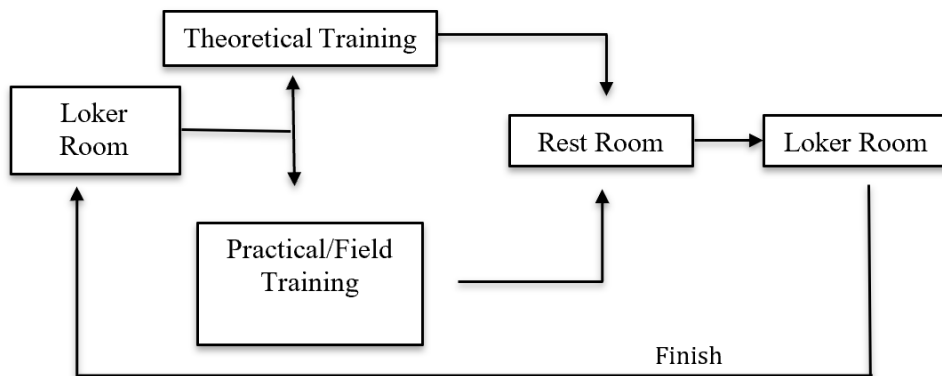 Theoretical Training
Loker
Room
Rest Room
Loker Room
Practical/Field
Training
Finish